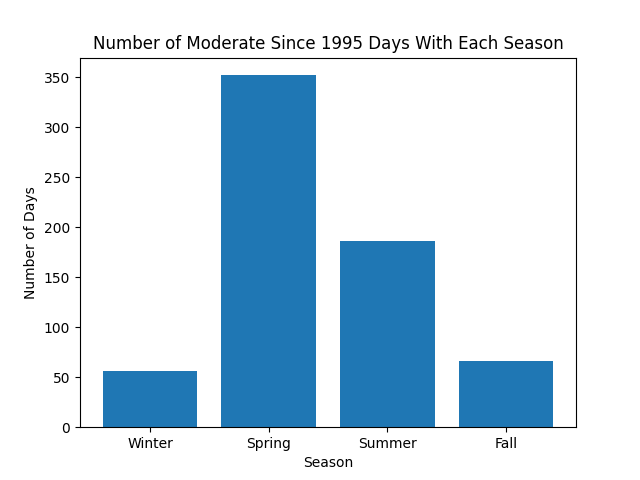 Number of Moderate Since 1995 Days With Each Season
350
300
250
200
150
100
50
0
Number of Days
Winter Spring Summer Fall
Season